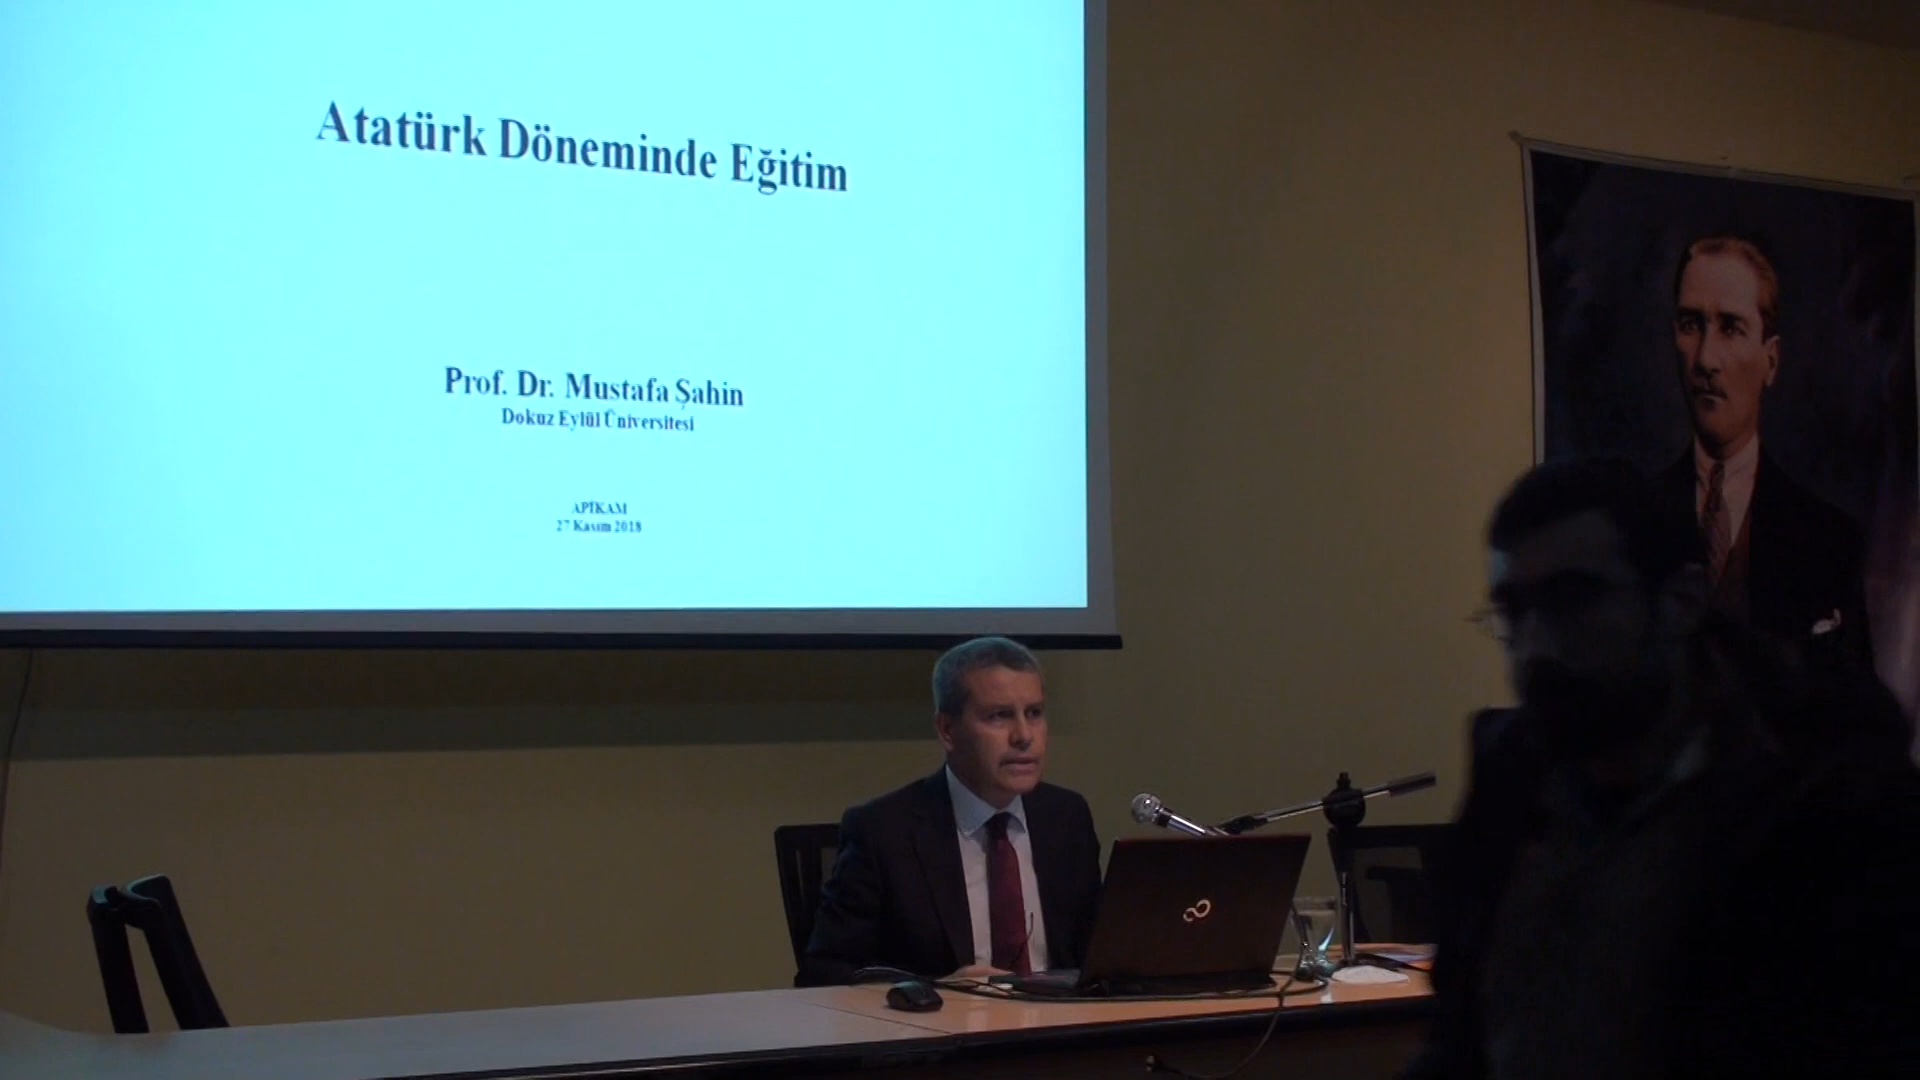 Atatürk Döneminde Eğitim
Prof. Dr. Mustafa Şahin
Dokuz Eylül Üniversitesi
APİKAM
27 Kasım 2018